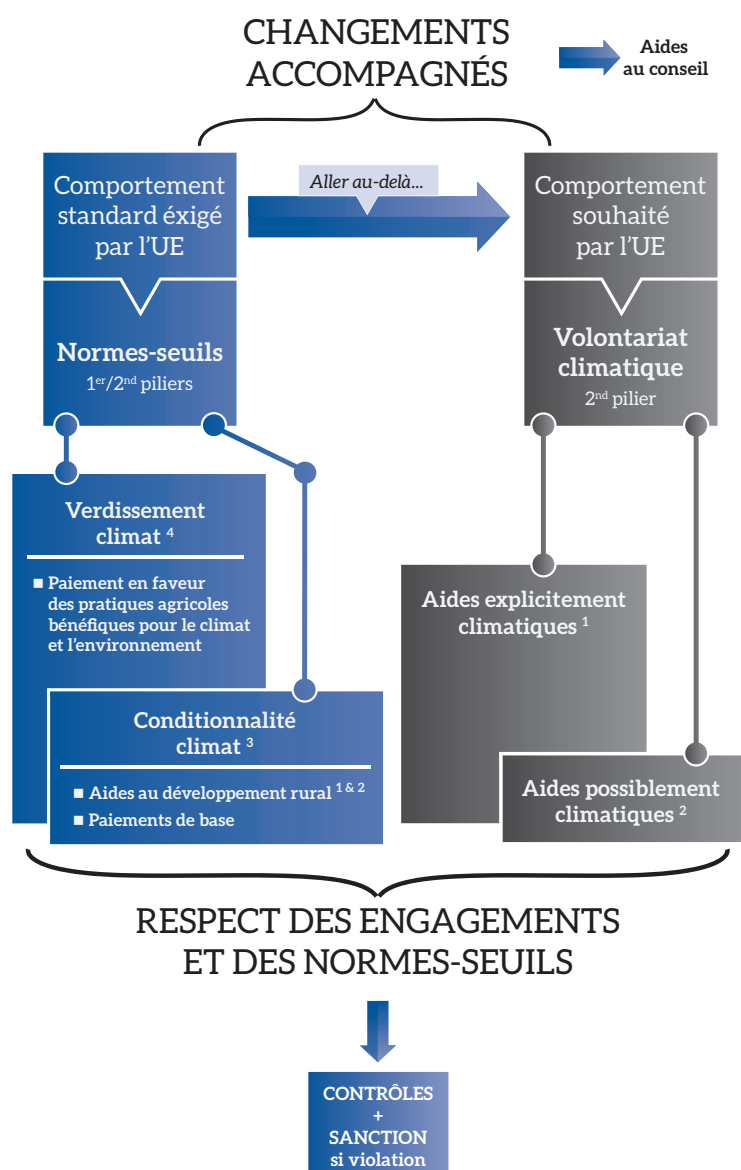 CHANGEMENTS
ACCOMPAGNÉS
Aides
au conseil
Comportement
standard éxigé
par l'UE
Aller au-delà...
Comportement
souhaité
par l'UE
Normes-seuils
1er/2nd piliers
Volontariat
climatique
2nd pilier
Verdissement
climat 4
■ Paiement en faveur
des pratiques agricoles
bénéfiques pour le climat
et l'environnement
Conditionnalité
climat 3
■ Aides au développement rural 1 & 2
■ Paiements de base
Aides explicitement
climatiques 1
Aides possiblement
climatiques 2
RESPECT DES ENGAGEMENTS
ET DES NORMES-SEUILS
CONTRÔLES
+
SANCTION
si violation